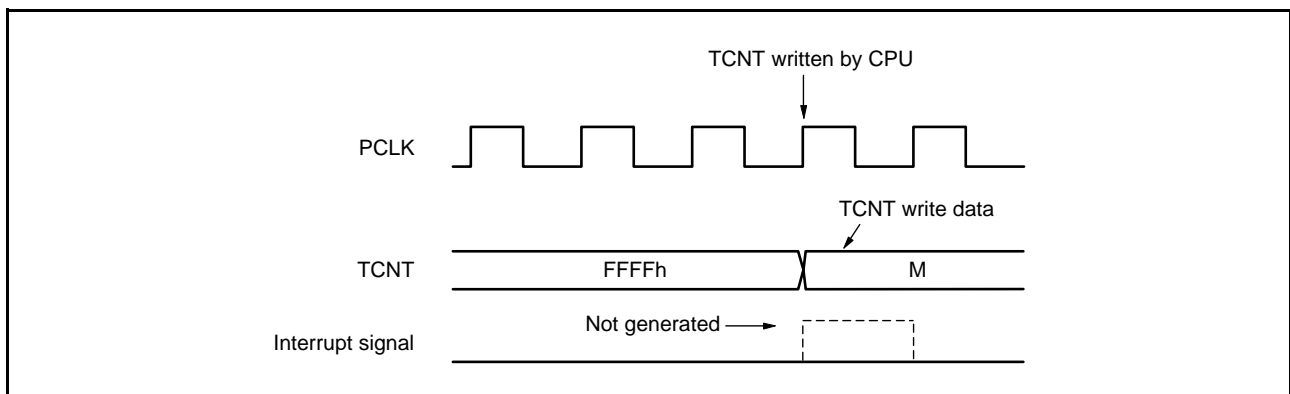 TCNT written by CPU
PCLK
TCNT write data
TCNT
FFFFh
M
Not generated
Interrupt signal